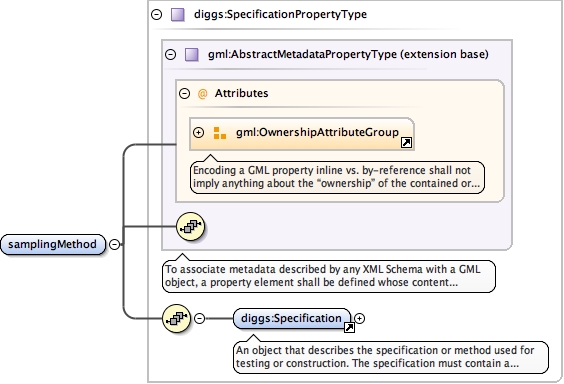 diggs:SpecificationPropertyType
gml:AbstractMetadataPropertyType (extension base)
@ Attributes
gml:OwnershipAttributeGroup
Encoding a GML property inline vs. by-reference shall not
imply anything about the “ownership” of the contained or...
samplingMethod
To associate metadata described by any XML Schema with a GML
object, a property element shall be defined whose content...
diggs:Specification
An object that describes the specification or method used for
testing or construction. The specification must contain a...